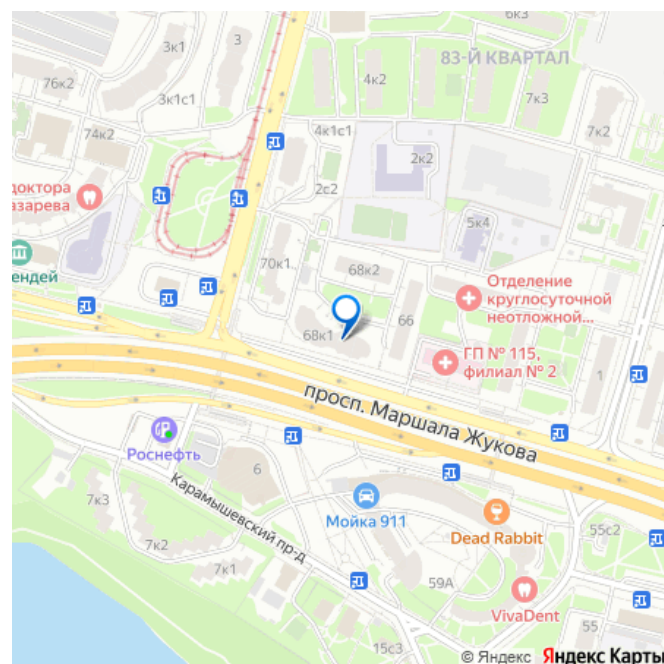 6к3
3
3к1
83-Й КВАРТАЛ
76к2
4к2
7к3
3к1с1
74к2
4к1с1
7к2
2к2
доктора
азарева
2с2
5к4
ендей
70к1
68к2
Отделение
круглосуточной
неотложной...
66
68к1
ГП № 115,
филиал № 2
1
просп. Маршала Жукова
Роснефть
6
Карамышевский пр-д
7к3
Мойка 911
Dead Rabbit
55с2
7к2
7к1
59А
VivaDent
55
15с3
© Яндекс Яндекс Карты